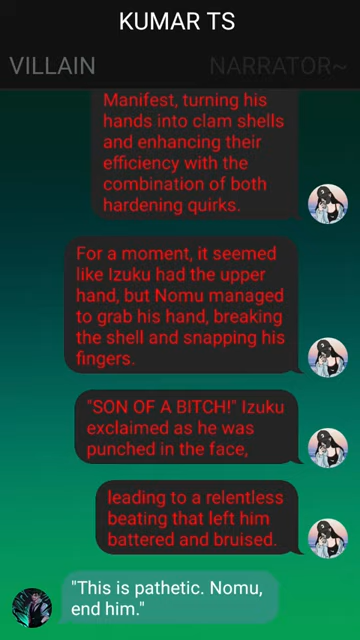 KUMAR TS
VILLAIN
NARRATOR~
Manifest, turning his
hands into clam shells
and enhancing their
efficiency with the
combination of both
hardening quirks.
For a moment, it seemed
like Izuku had the upper
hand, but Nomu managed
to grab his hand, breaking
the shell and snapping his
fingers.
"SON OF A BITCH!" Izuku
exclaimed as he was
punched in the face,
leading to a relentless
beating that left him
battered and bruised.
"This is pathetic. Nomu,
end him."